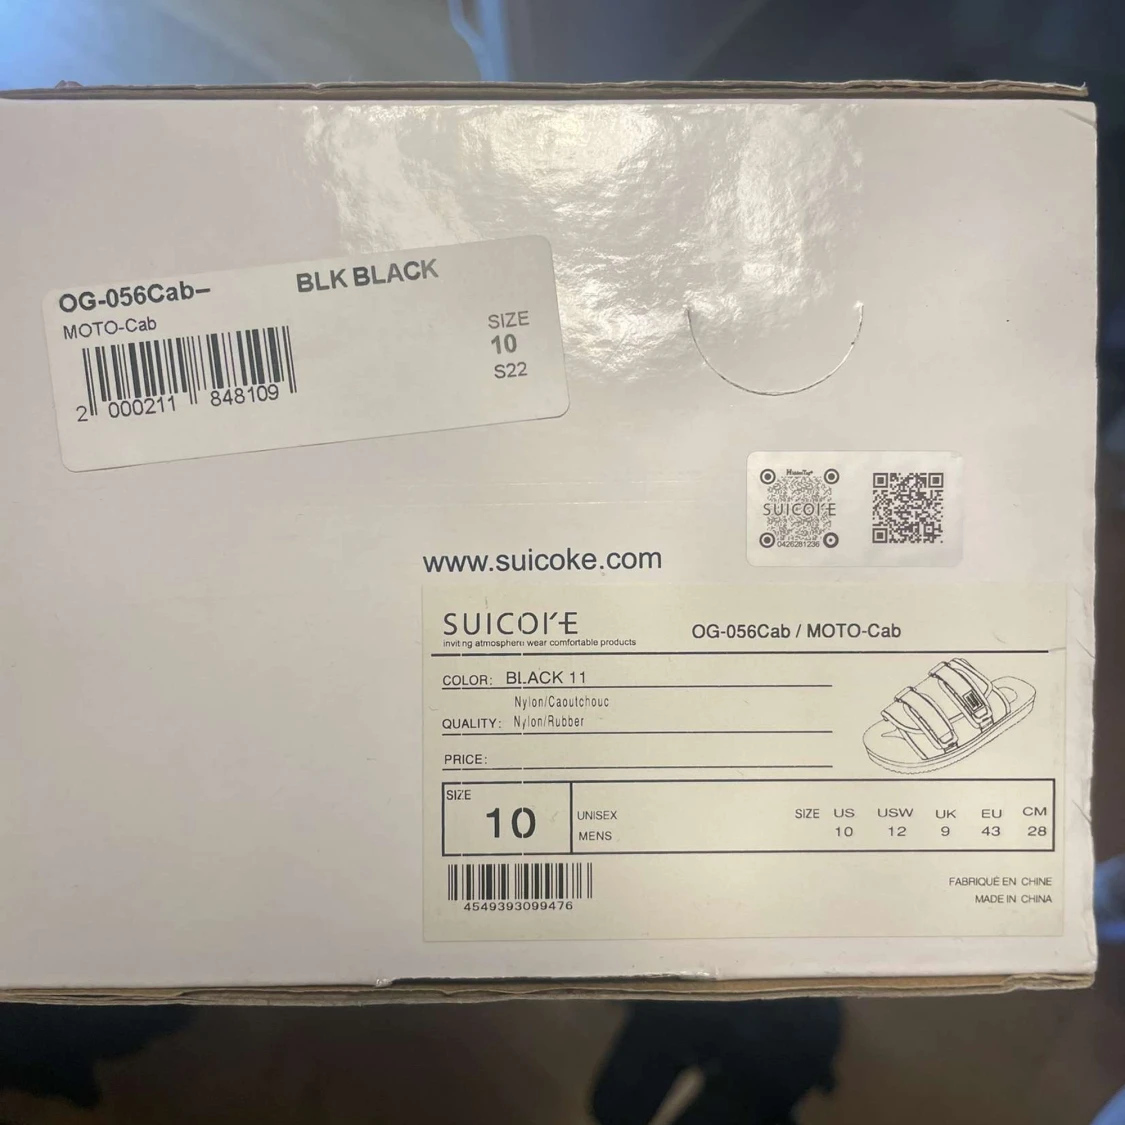 OG-056Cab– BLK BLACK
MOTO-Cab
SIZE
10
S22
2 000211 848109
HiddenTag®
SUICOKE
0426281236
www.suicoke.com
SUICOKE
inviting atmosphere wear comfortable products
OG-056Cab / MOTO-Cab
COLOR: BLACK 11
Nylon/Caoutchouc
QUALITY: Nylon/Rubber
PRICE:
SIZE
10
UNISEX
MENS
SIZE US USW UK EU CM
10 12 9 43 28
4549393099476
FABRIQUÉ EN CHINE
MADE IN CHINA